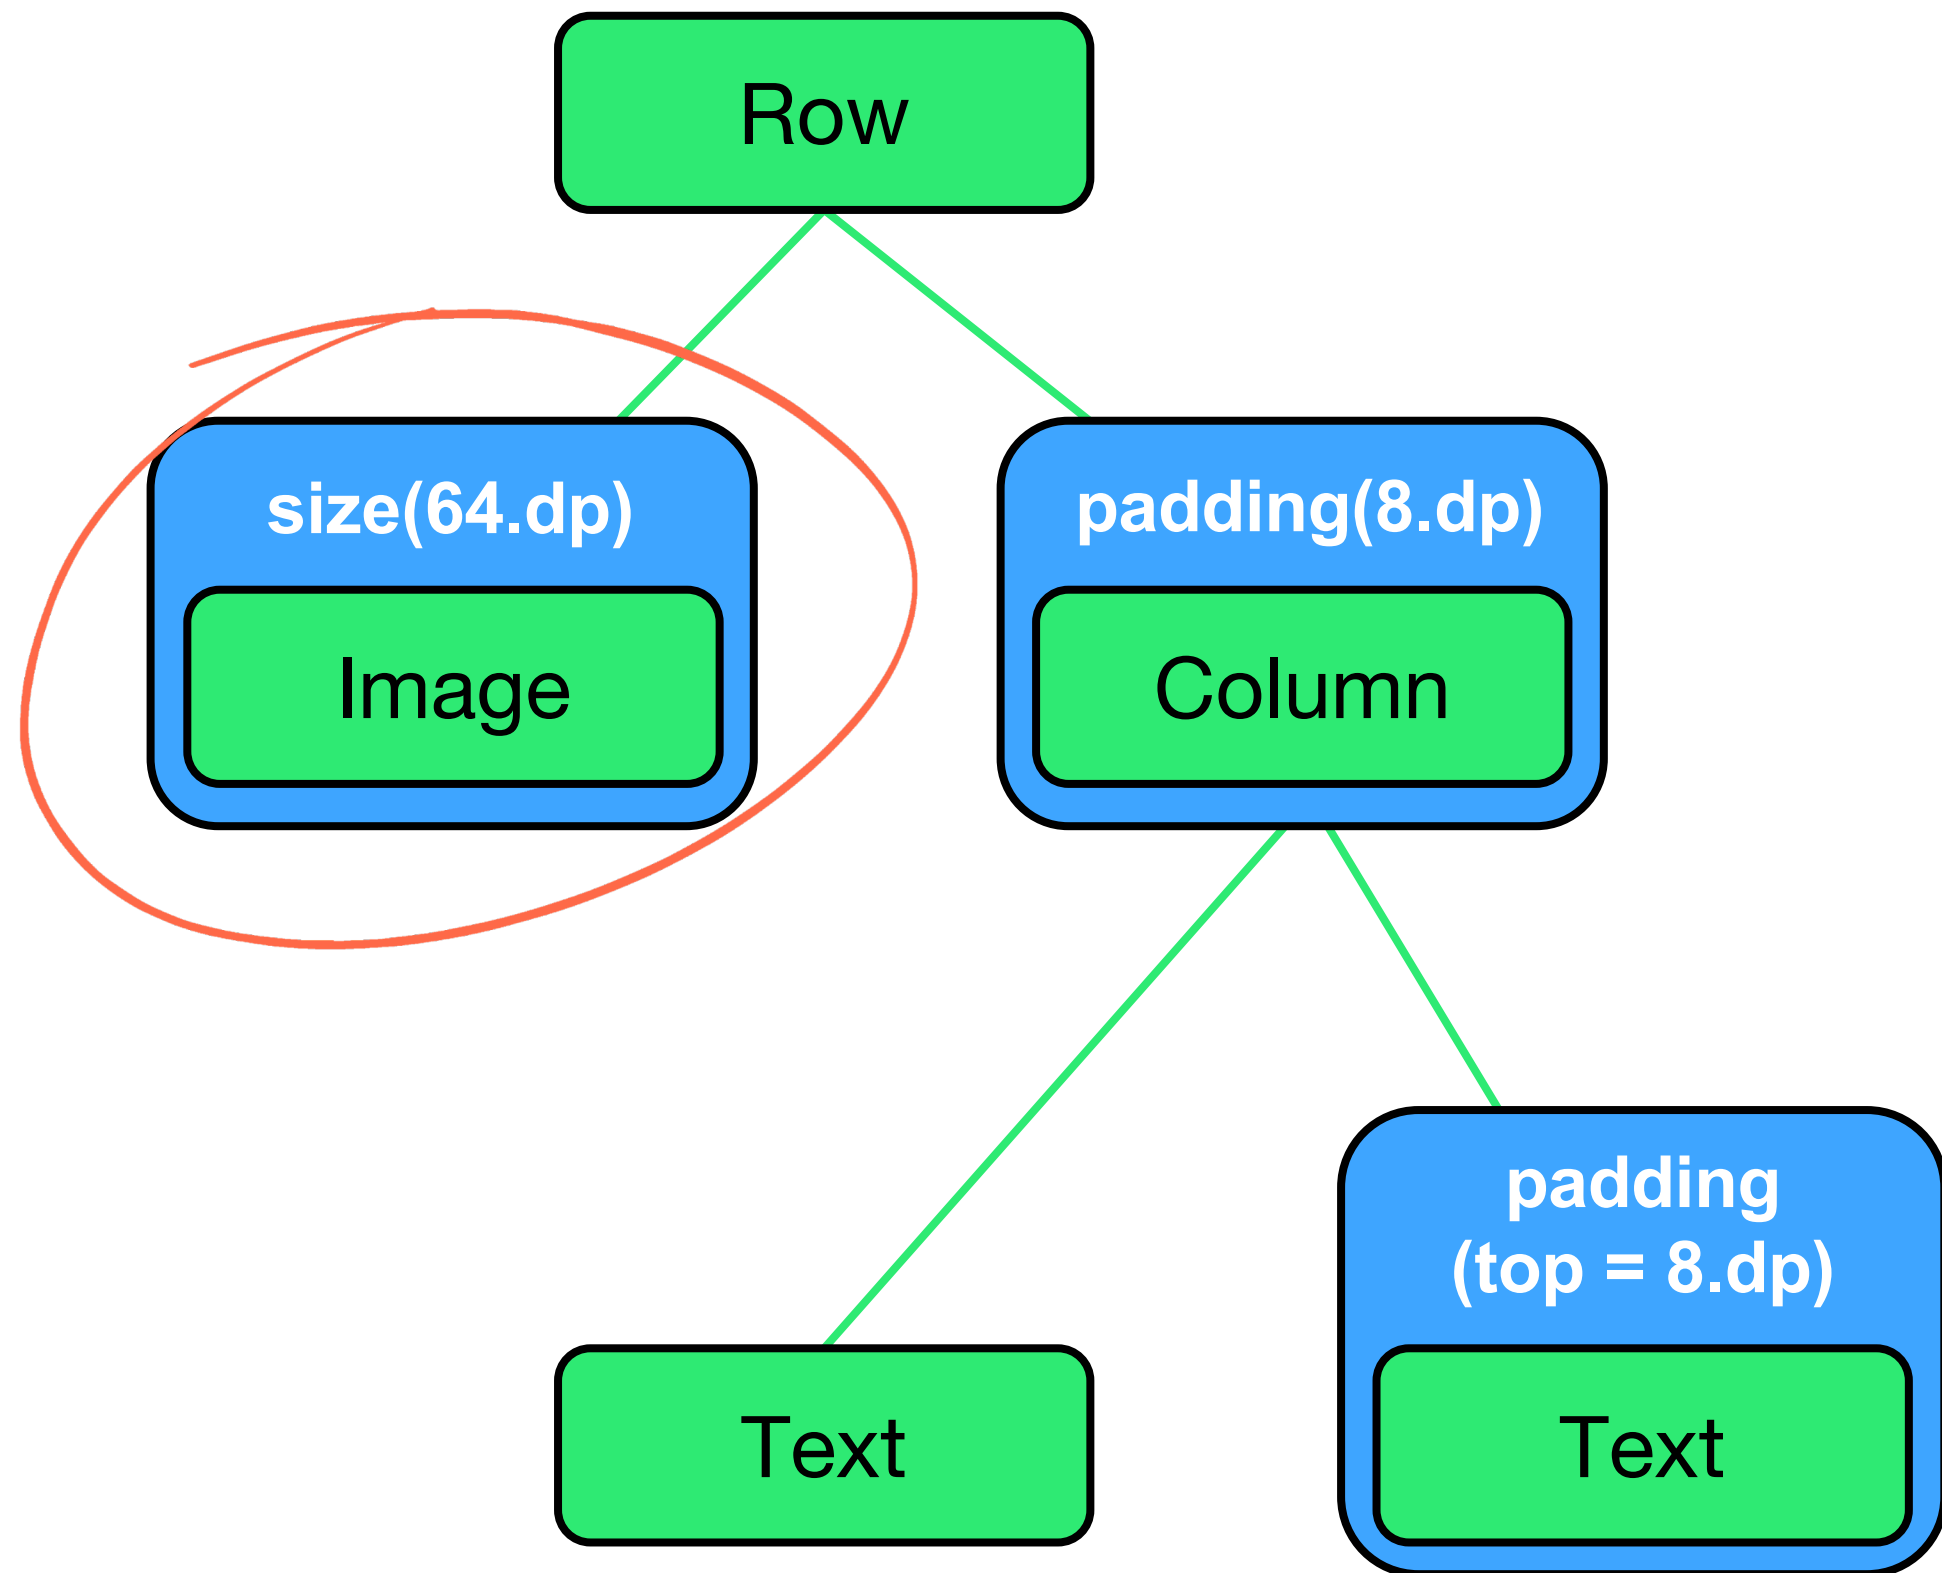 Row
size(64.dp)
Image
padding(8.dp)
Column
Text
padding
(top = 8.dp)
Text